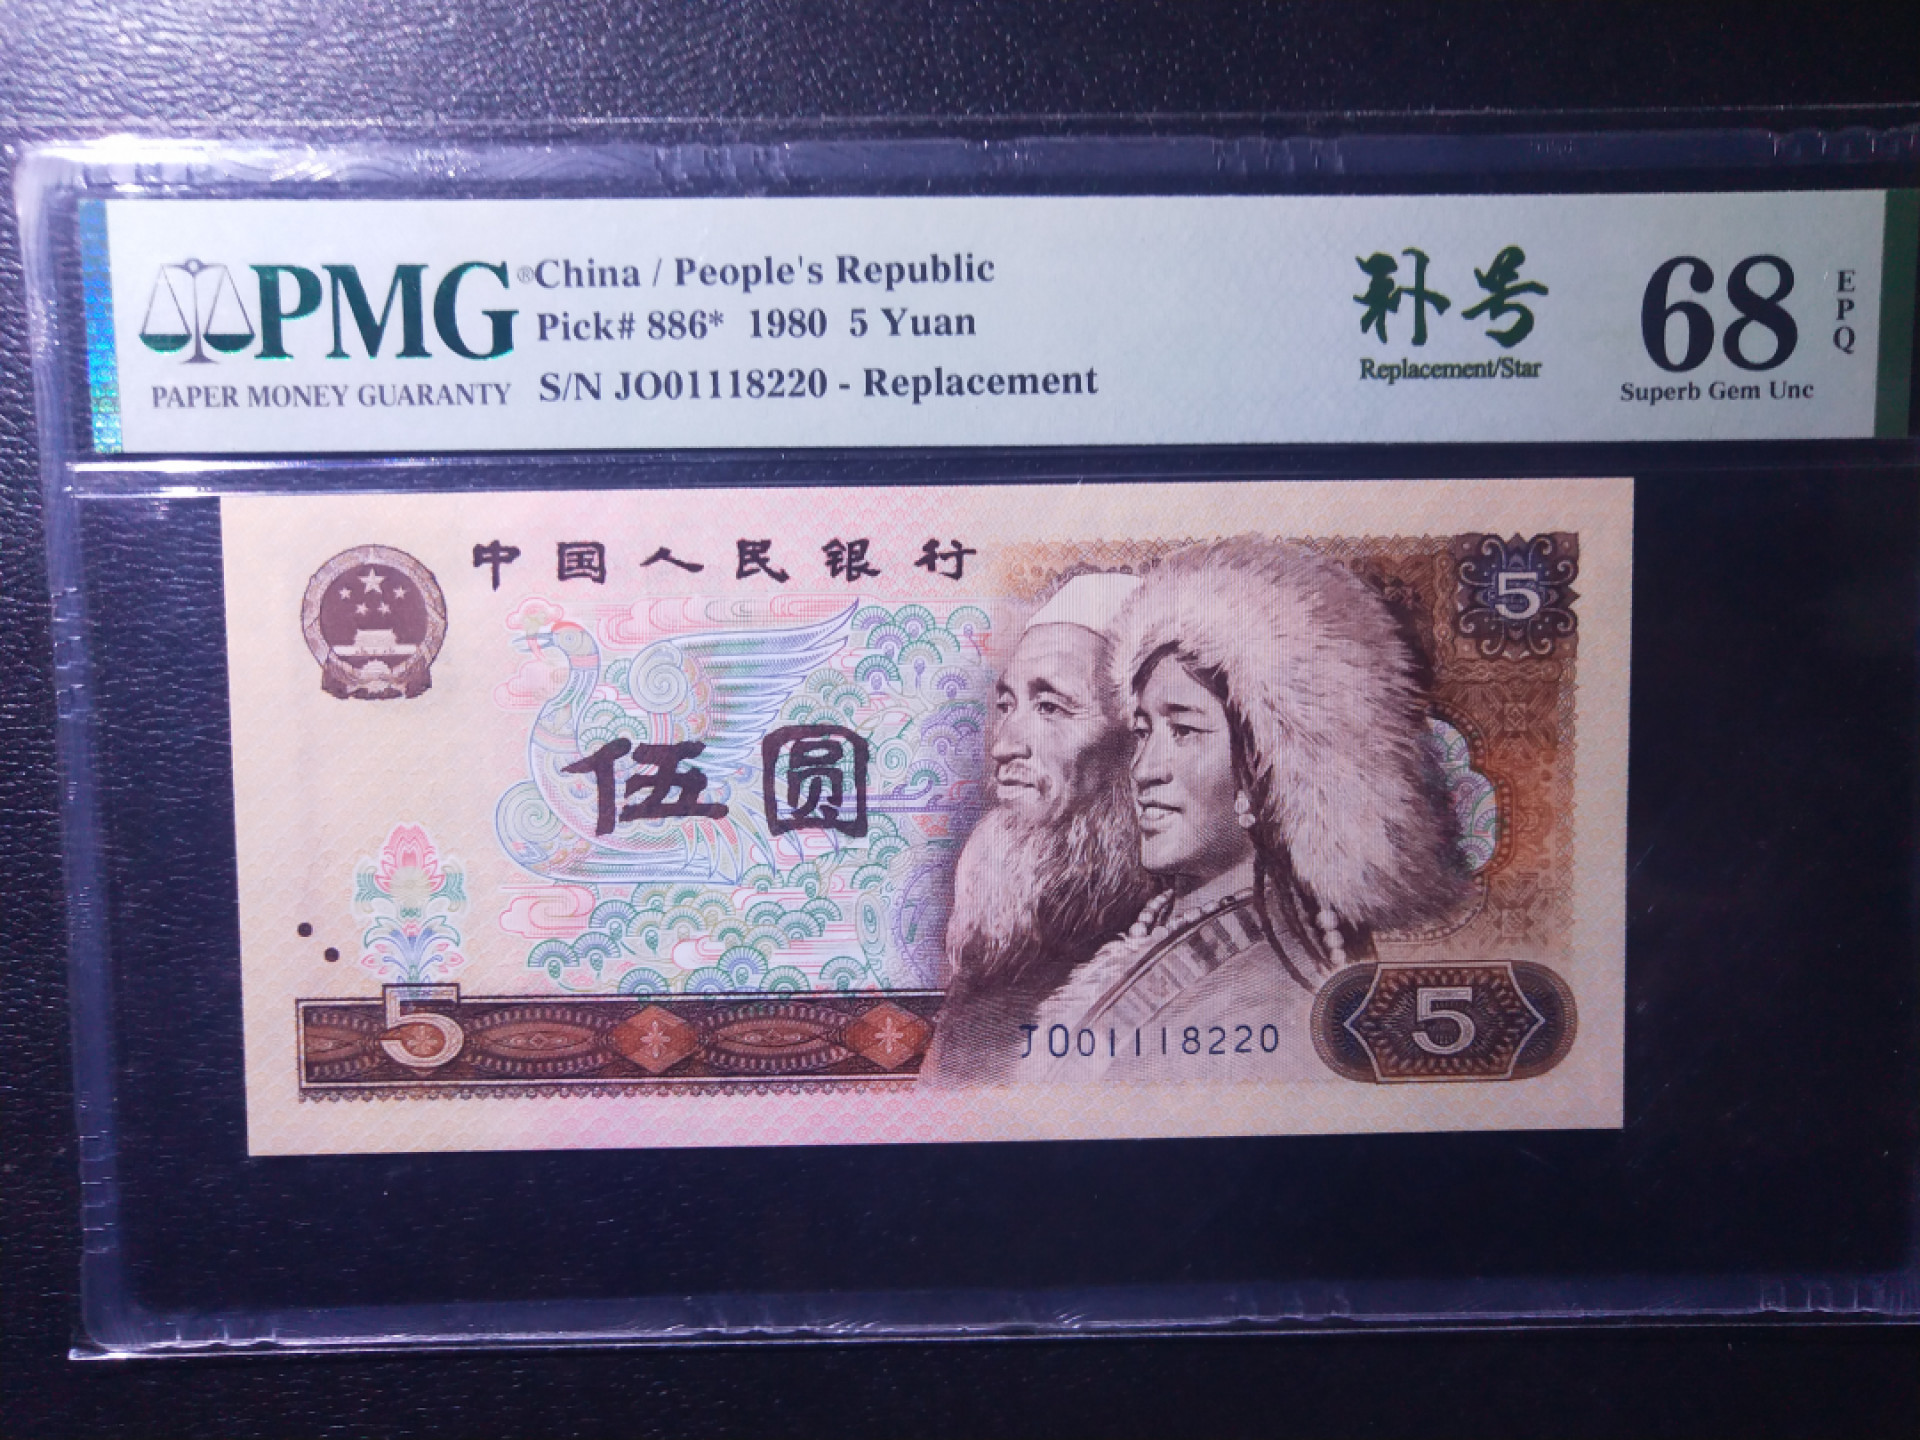 PMG®
PAPER MONEY GUARANTY
China / People's Republic
Pick# 886* 1980 5 Yuan
S/N JO01118220 - Replacement
补号
Replacement/Star
68
EPQ
Superb Gem Unc
中国人民银行
5
伍圆
5
JO01118220
5